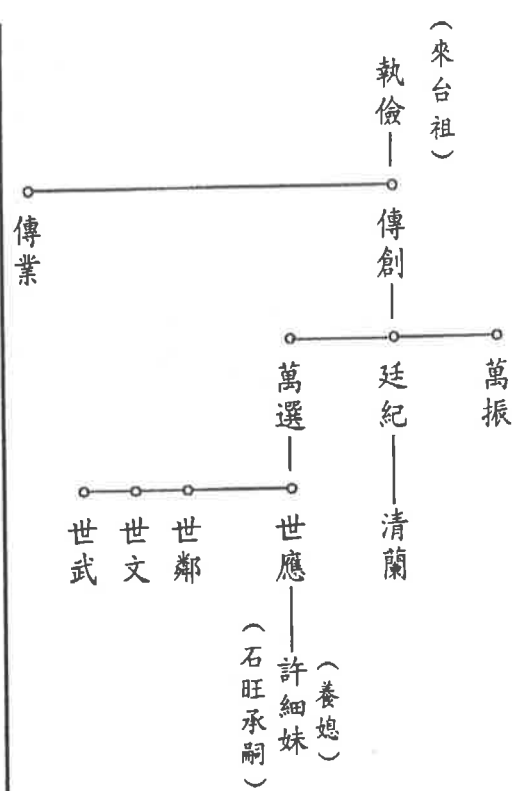 （來台祖）
執儉
傳創
傳業
萬振
廷紀
萬選
清蘭
世應
世鄰
世文
世武
（養媳）
許細妹
（石旺承嗣）